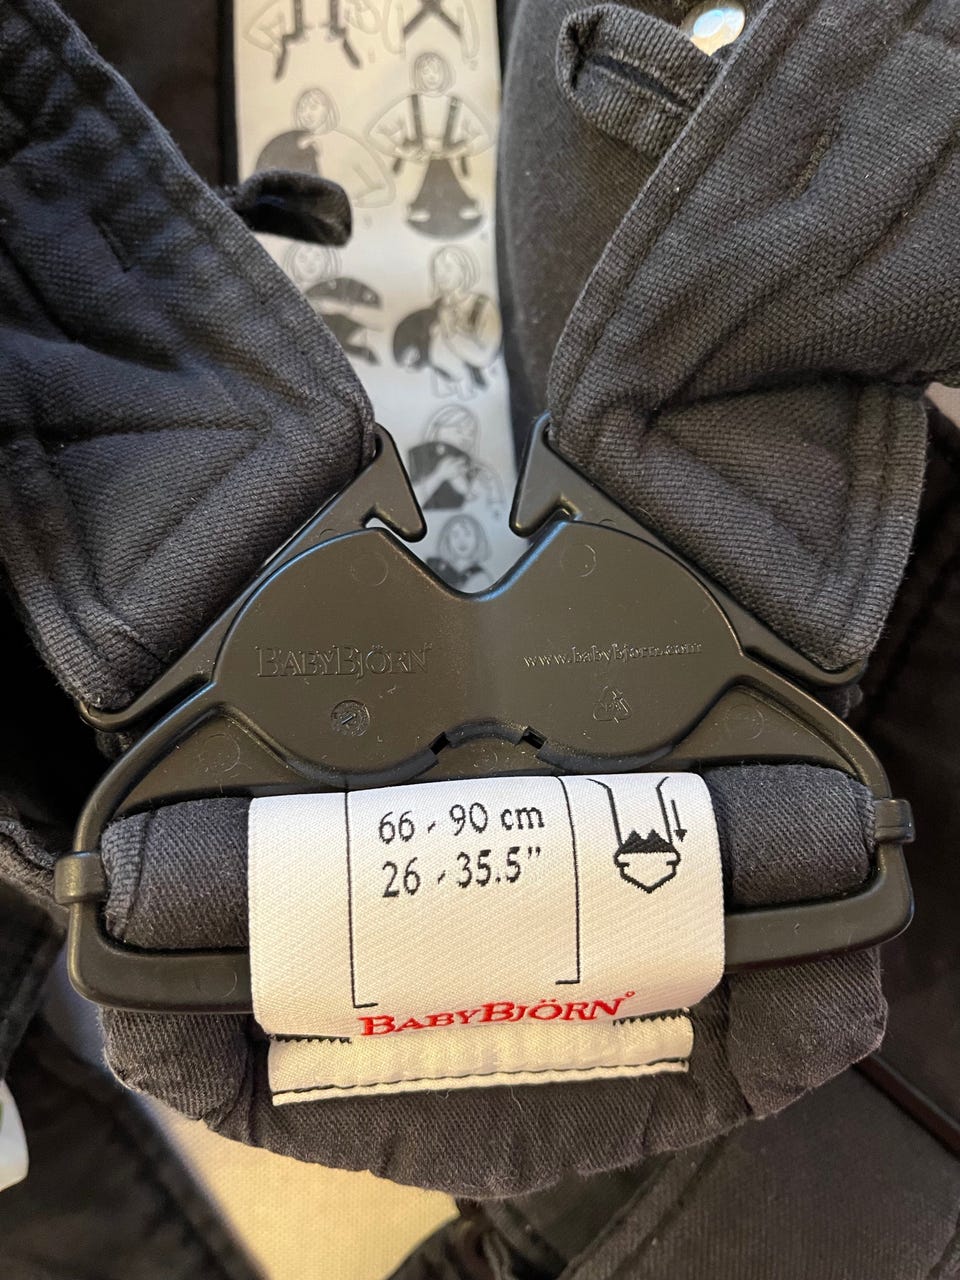 BABYBJÖRN®
www.babybjorn.com
66 - 90 cm
26 - 35.5"
BABYBJÖRN®